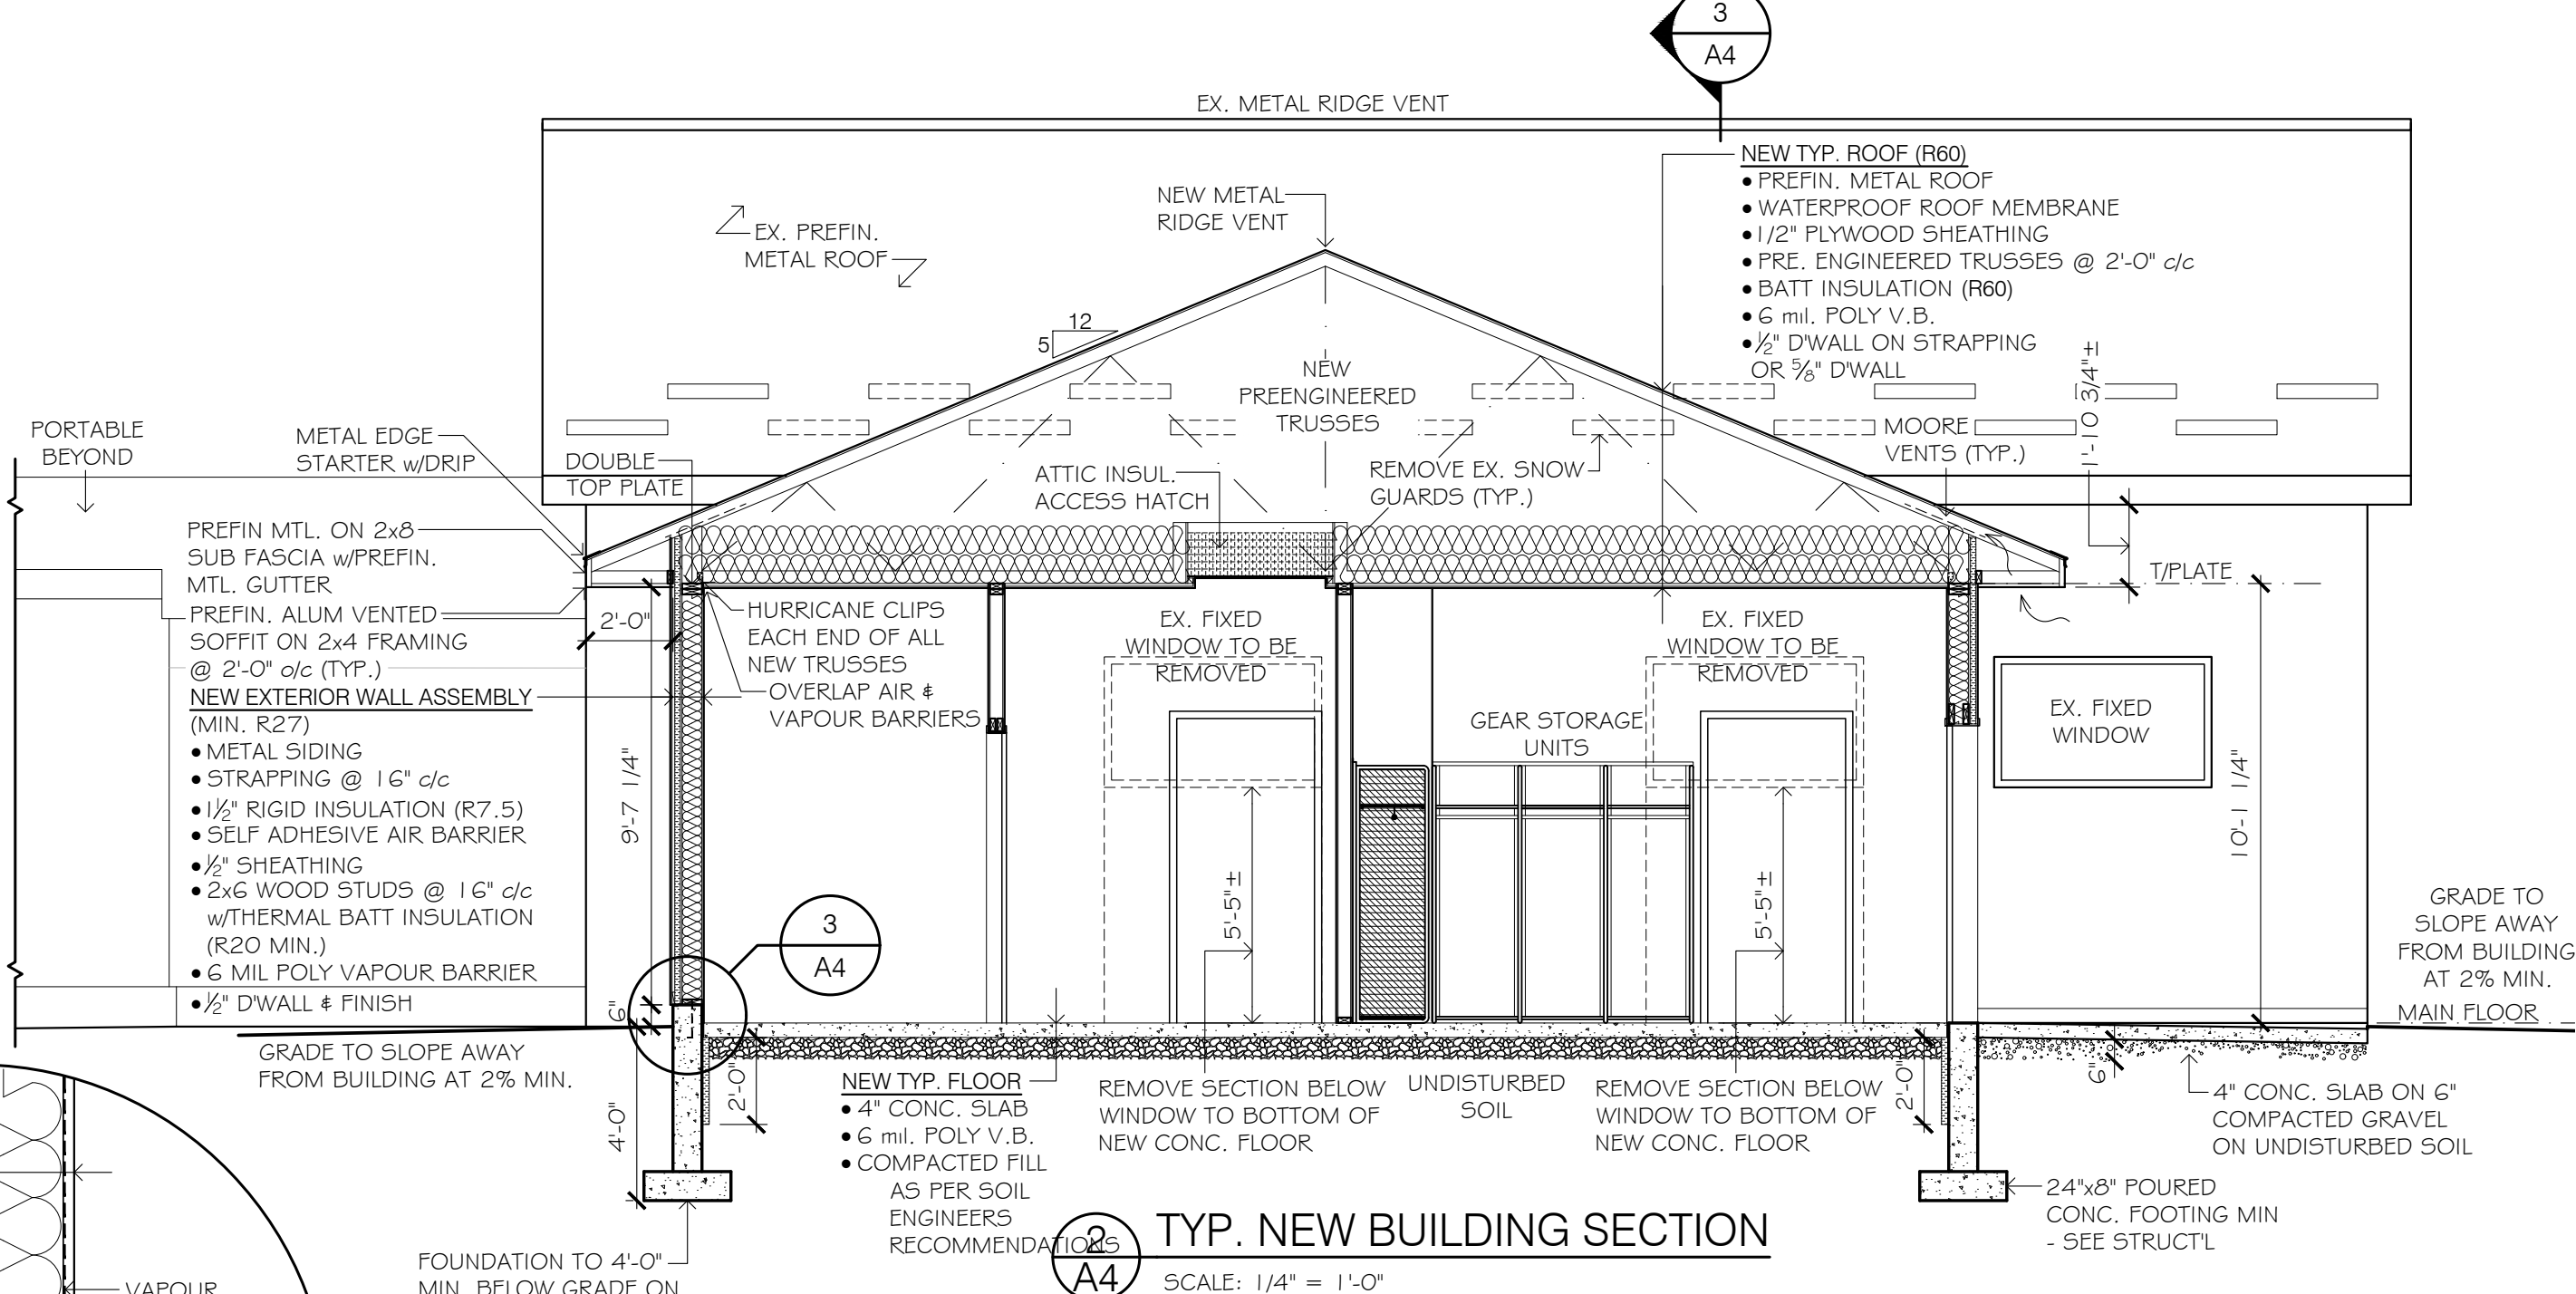 3
A4
EX. METAL RIDGE VENT
NEW TYP. ROOF (R60)
• PREFIN. METAL ROOF
• WATERPROOF ROOF MEMBRANE
• 1/2" PLYWOOD SHEATHING
• PRE. ENGINEERED TRUSSES @ 2'-0" c/c
• BATT INSULATION (R60)
• 6 mil. POLY V.B.
• ½" D'WALL ON STRAPPING
OR ⅝" D'WALL
NEW METAL
RIDGE VENT
EX. PREFIN.
METAL ROOF
12
5
NEW
PREENGINEERED
TRUSSES
1'-10 3/4"±
MOORE
VENTS (TYP.)
PORTABLE
BEYOND
METAL EDGE
STARTER w/DRIP
DOUBLE
TOP PLATE
ATTIC INSUL.
ACCESS HATCH
REMOVE EX. SNOW
GUARDS (TYP.)
PREFIN MTL. ON 2x8
SUB FASCIA w/PREFIN.
MTL. GUTTER
PREFIN. ALUM VENTED
SOFFIT ON 2x4 FRAMING
@ 2'-0" o/c (TYP.)
2'-0"
T/PLATE
HURRICANE CLIPS
EACH END OF ALL
NEW TRUSSES
OVERLAP AIR &
VAPOUR BARRIERS
EX. FIXED
WINDOW TO BE
REMOVED
EX. FIXED
WINDOW TO BE
REMOVED
NEW EXTERIOR WALL ASSEMBLY
(MIN. R27)
• METAL SIDING
• STRAPPING @ 16" c/c
• 1½" RIGID INSULATION (R7.5)
• SELF ADHESIVE AIR BARRIER
• ½" SHEATHING
• 2x6 WOOD STUDS @ 16" c/c
w/THERMAL BATT INSULATION
(R20 MIN.)
• 6 MIL POLY VAPOUR BARRIER
• ½" D'WALL & FINISH
9'-7 1/4"
GEAR STORAGE
UNITS
EX. FIXED
WINDOW
10'-1 1/4"
5'-5"±
5'-5"±
3
A4
GRADE TO
SLOPE AWAY
FROM BUILDING
AT 2% MIN.
MAIN FLOOR
6"
GRADE TO SLOPE AWAY
FROM BUILDING AT 2% MIN.
4'-0"
2'-0"
NEW TYP. FLOOR
• 4" CONC. SLAB
• 6 mil. POLY V.B.
• COMPACTED FILL
AS PER SOIL
ENGINEERS
RECOMMENDATIONS
REMOVE SECTION BELOW
WINDOW TO BOTTOM OF
NEW CONC. FLOOR
UNDISTURBED
SOIL
REMOVE SECTION BELOW
WINDOW TO BOTTOM OF
NEW CONC. FLOOR
2'-0"
6"
4" CONC. SLAB ON 6"
COMPACTED GRAVEL
ON UNDISTURBED SOIL
24"x8" POURED
CONC. FOOTING MIN
- SEE STRUCT'L
FOUNDATION TO 4'-0"
MIN. BELOW GRADE ON
VAPOUR
2
A4
TYP. NEW BUILDING SECTION
SCALE: 1/4" = 1'-0"